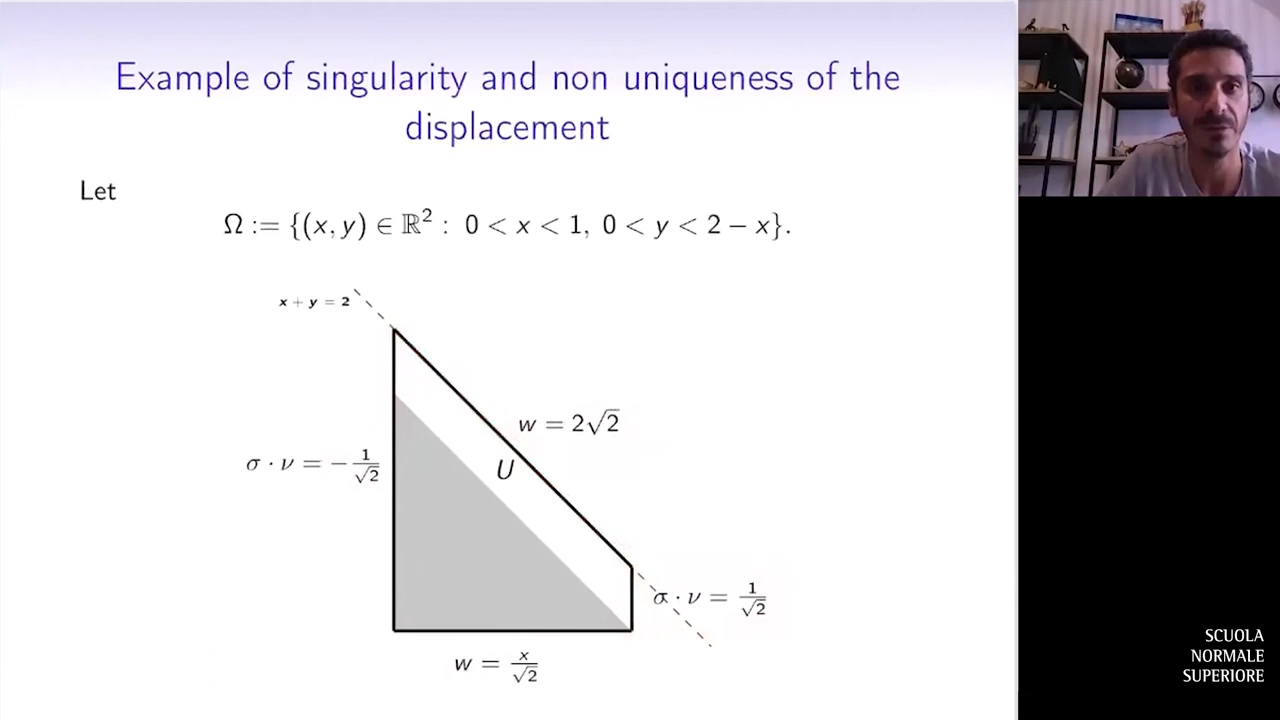 Example of singularity and non uniqueness of the
displacement
Let
Ω := {(x, y) ∈ ℝ² : 0 < x < 1, 0 < y < 2 − x}.
x + y = 2
w = 2√2
σ · ν = −1/√2
U
σ · ν = 1/√2
w = x/√2
SCUOLA
NORMALE
SUPERIORE